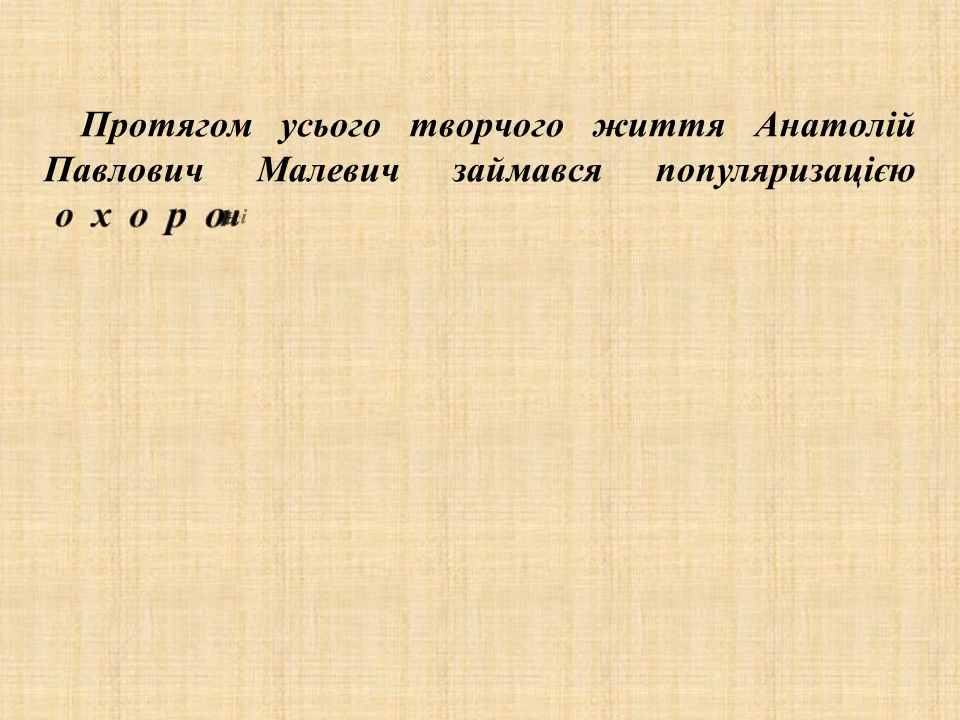 Протягом усього творчого життя Анатолій
Павлович Малевич займався популяризацією